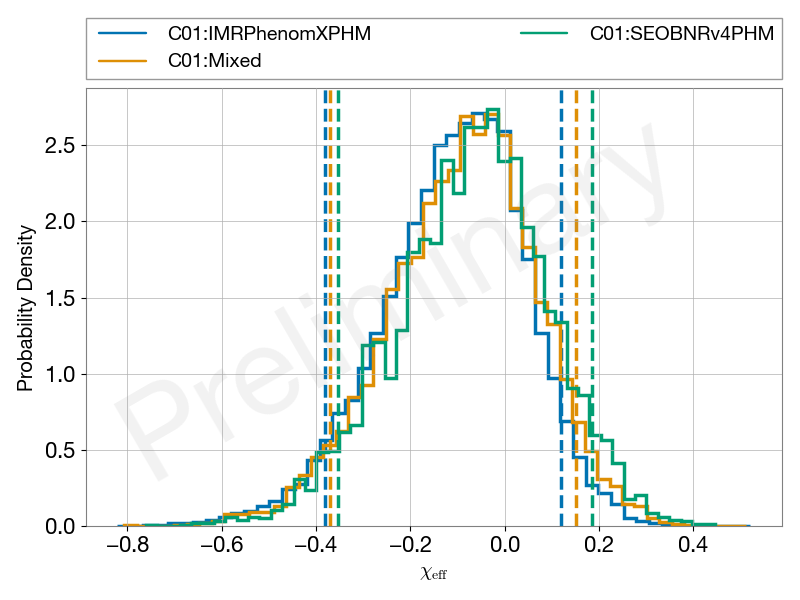 C01:IMRPhenomXPHM
C01:Mixed
C01:SEOBNRv4PHM
Preliminary
Probability Density
2.5
2.0
1.5
1.0
0.5
0.0
−0.8 −0.6 −0.4 −0.2 0.0 0.2 0.4
χeff